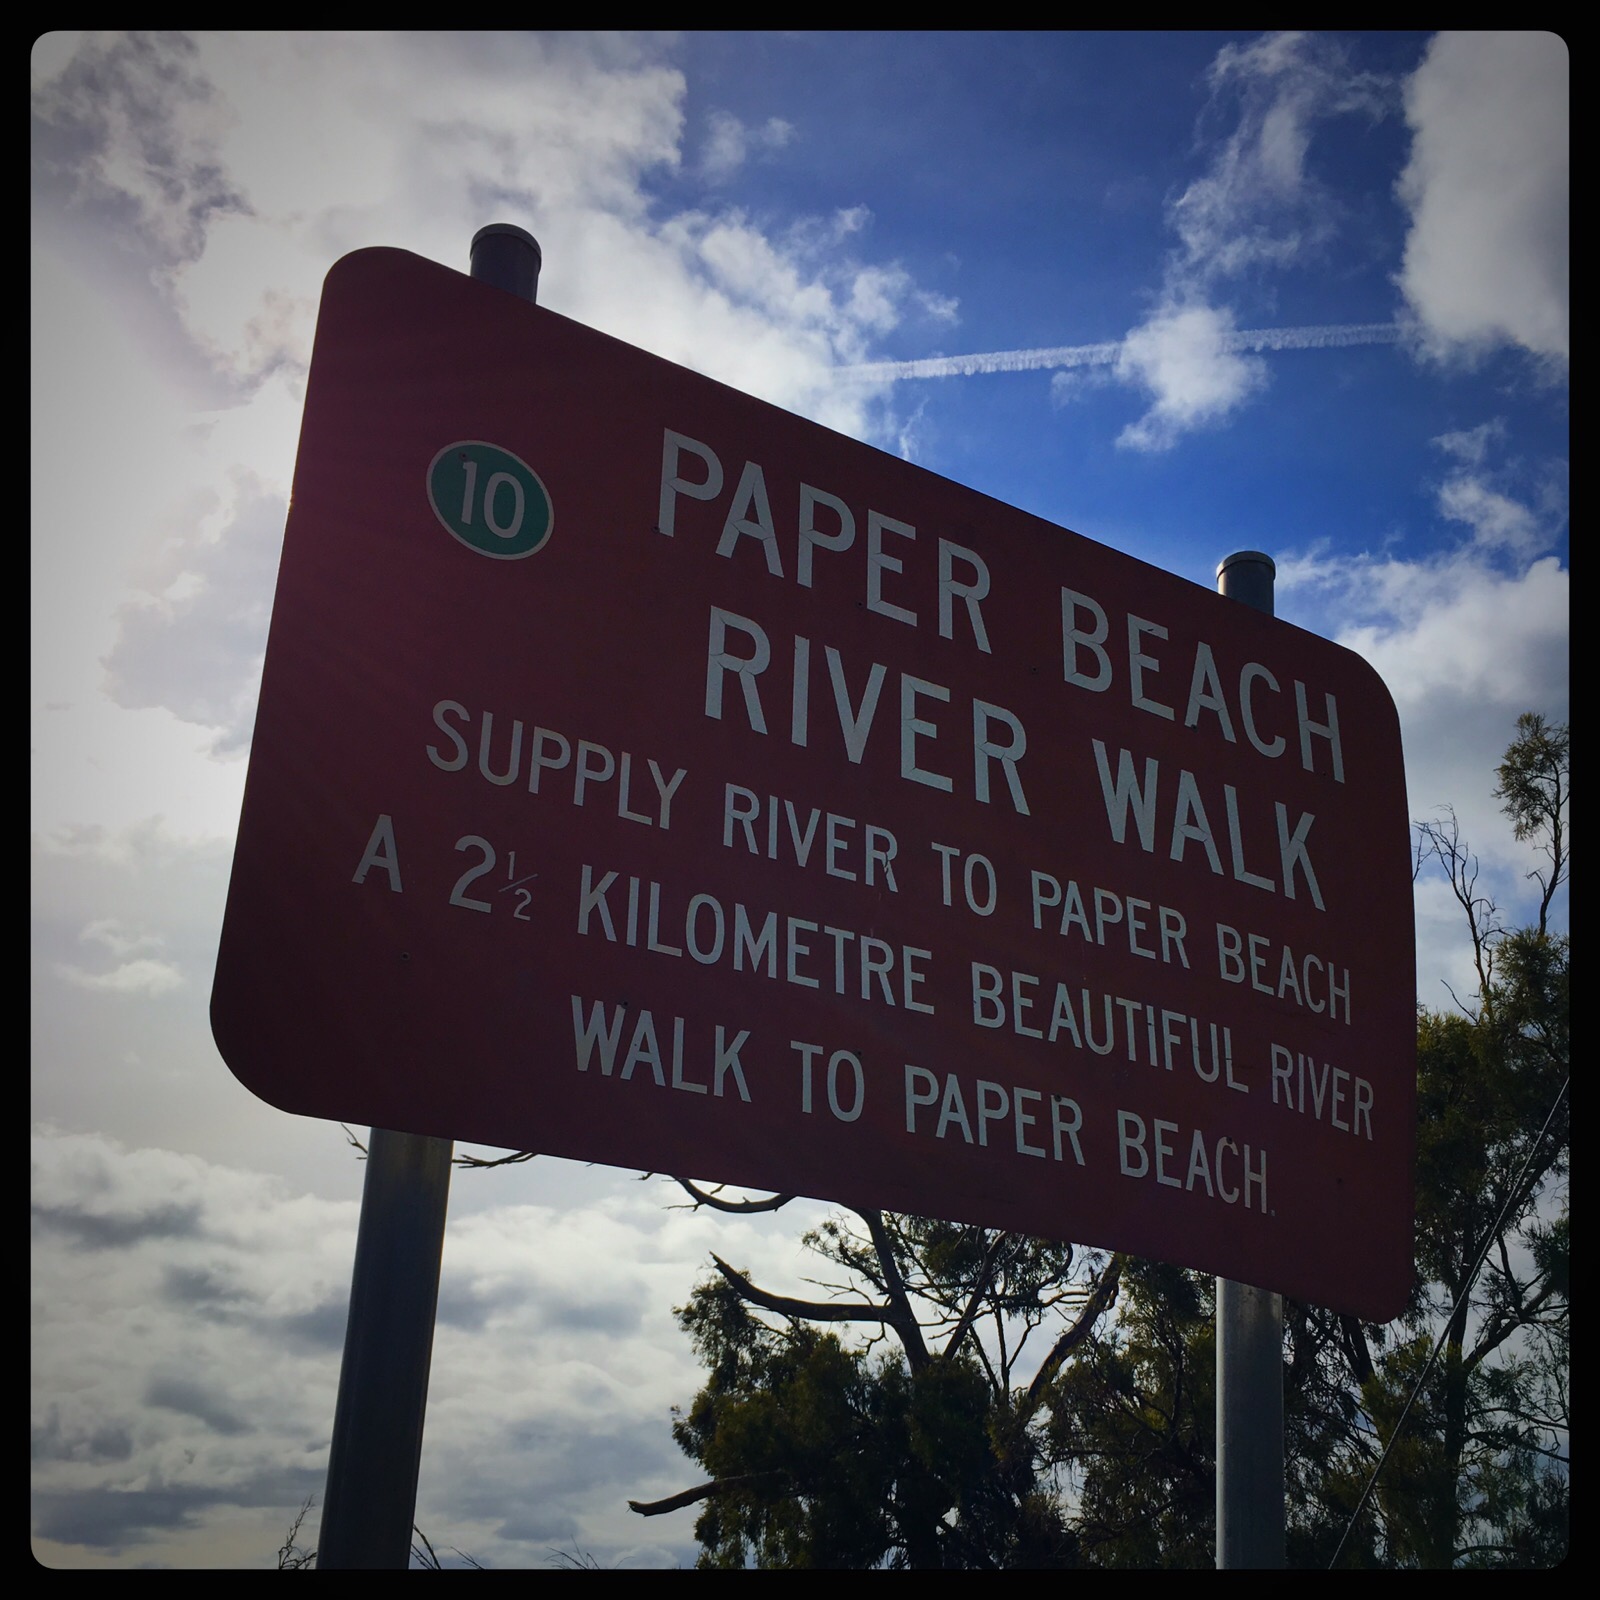 10
PAPER BEACH
RIVER WALK
SUPPLY RIVER TO PAPER BEACH
A 2½ KILOMETRE BEAUTIFUL RIVER
WALK TO PAPER BEACH.